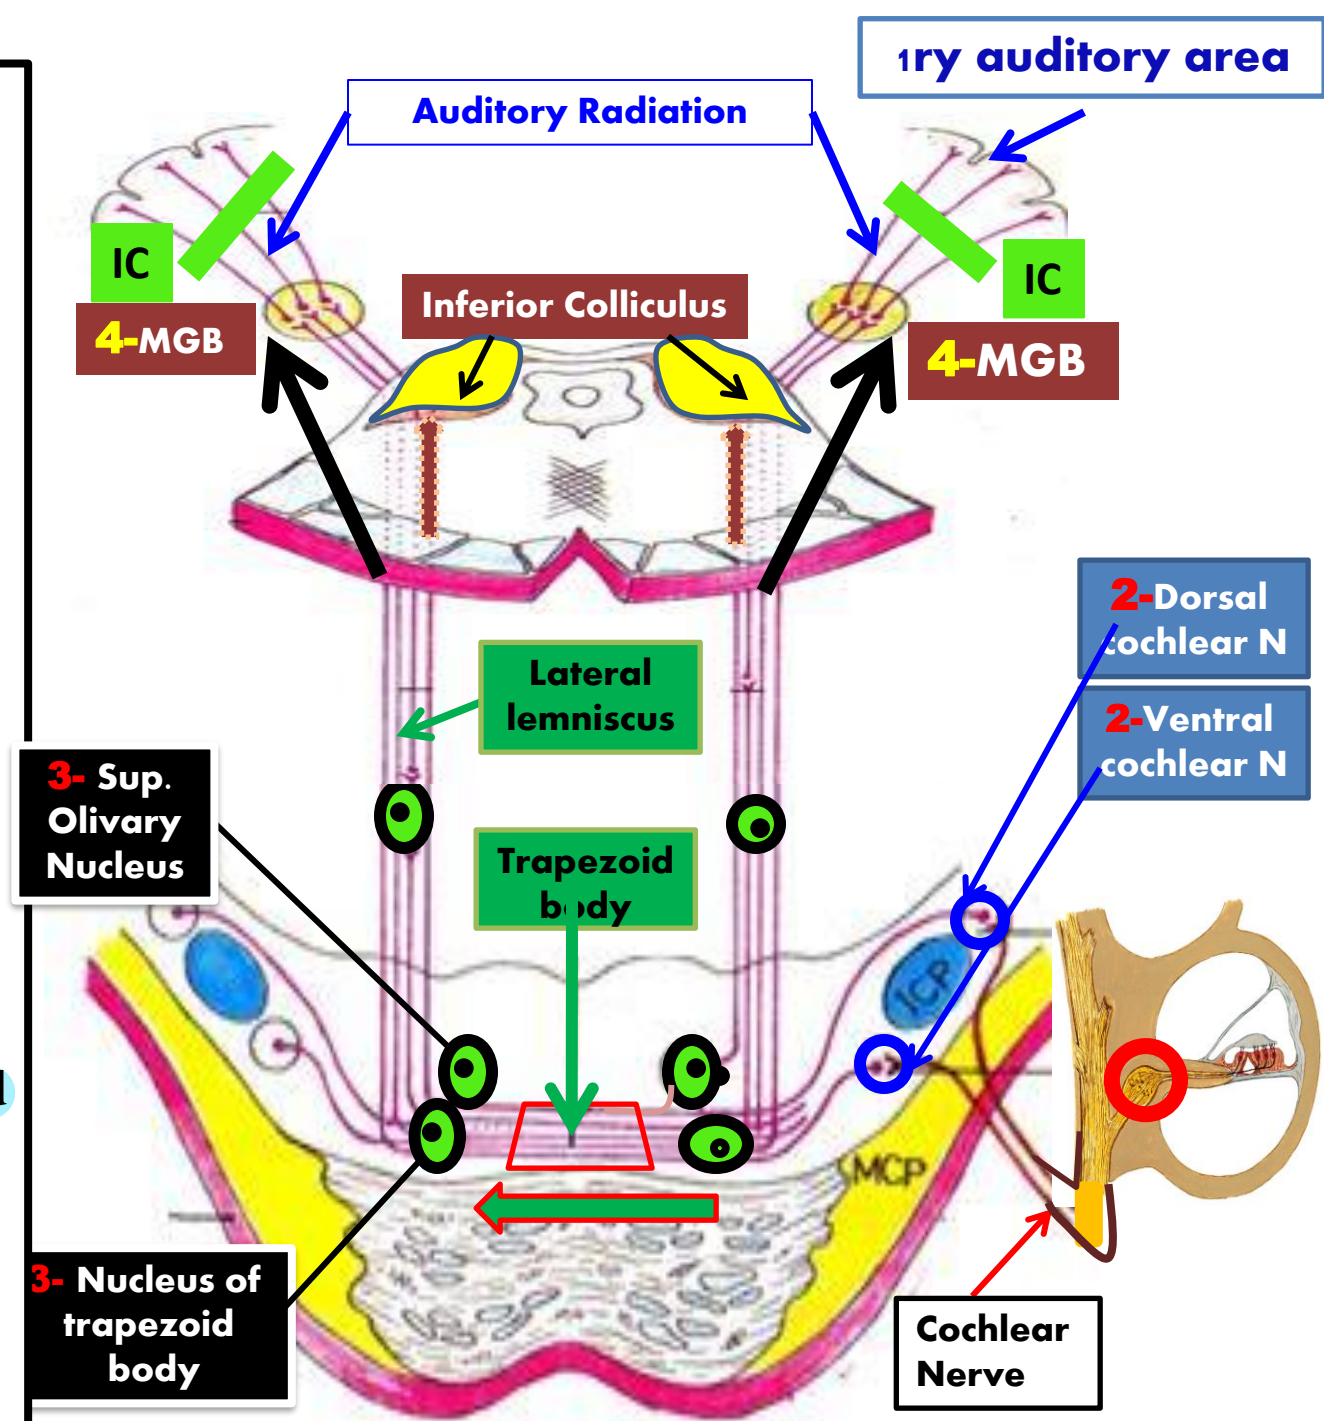 1ry auditory area
Auditory Radiation
IC
IC
Inferior Colliculus
4-MGB
4-MGB
2-Dorsal
cochlear N
Lateral
lemniscus
2-Ventral
cochlear N
3- Sup.
Olivary
Nucleus
Trapezoid
body
ICP
MCP
3- Nucleus of
trapezoid
body
Cochlear
Nerve